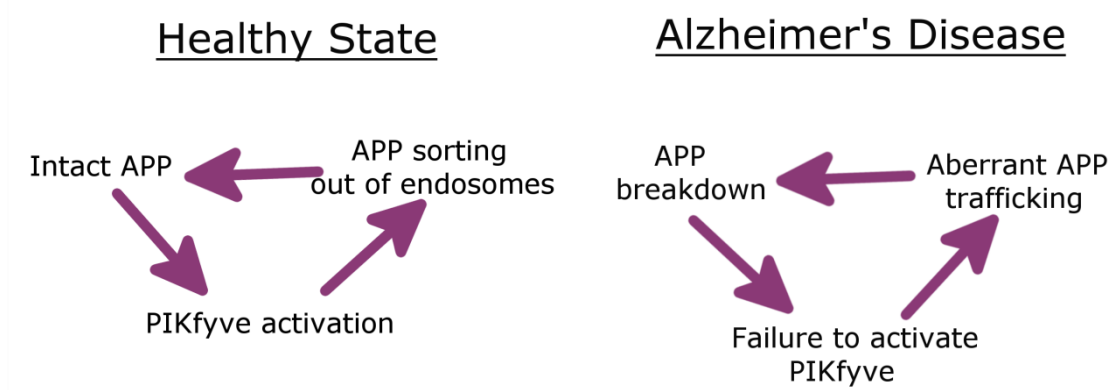 Healthy State
Intact APP
APP sorting
out of endosomes
PIKfyve activation
Alzheimer's Disease
APP
breakdown
Aberrant APP
trafficking
Failure to activate
PIKfyve